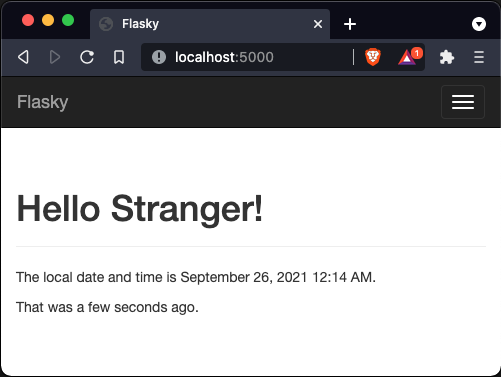 Flasky
localhost:5000
1
Flasky
Hello Stranger!
The local date and time is September 26, 2021 12:14 AM.
That was a few seconds ago.